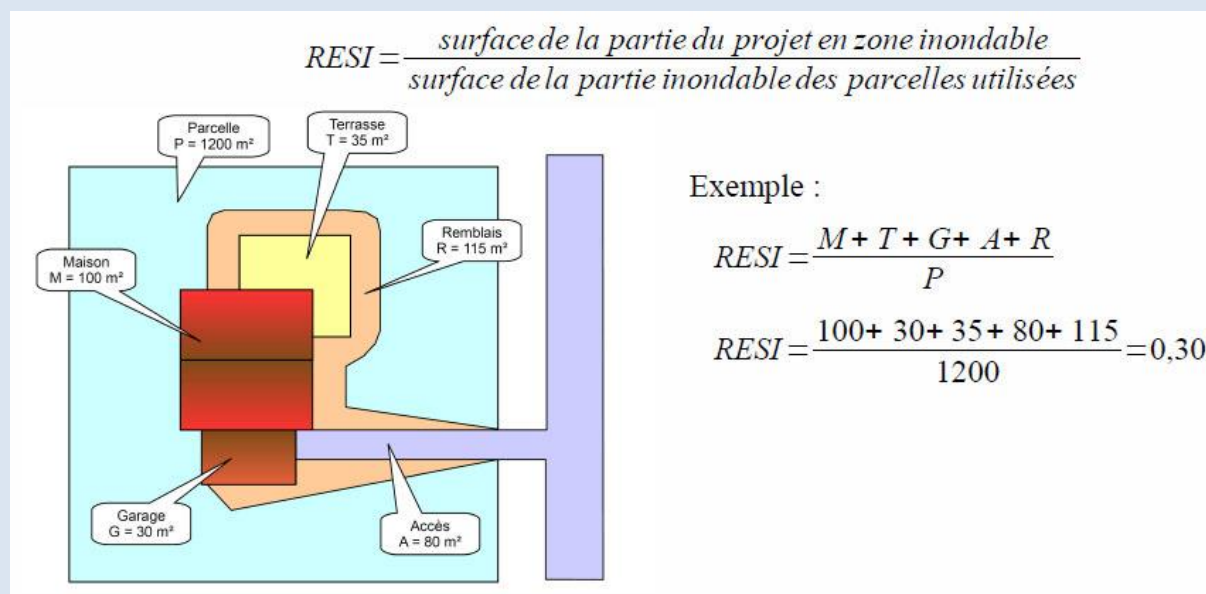 RESI = surface de la partie du projet en zone inondable / surface de la partie inondable des parcelles utilisées
Parcelle
P = 1200 m²
Terrasse
T = 35 m²
Remblais
R = 115 m²
Maison
M = 100 m²
Garage
G = 30 m²
Accès
A = 80 m²
Exemple :
RESI = M + T + G + A + R / P
RESI = 100 + 30 + 35 + 80 + 115 / 1200 = 0,30